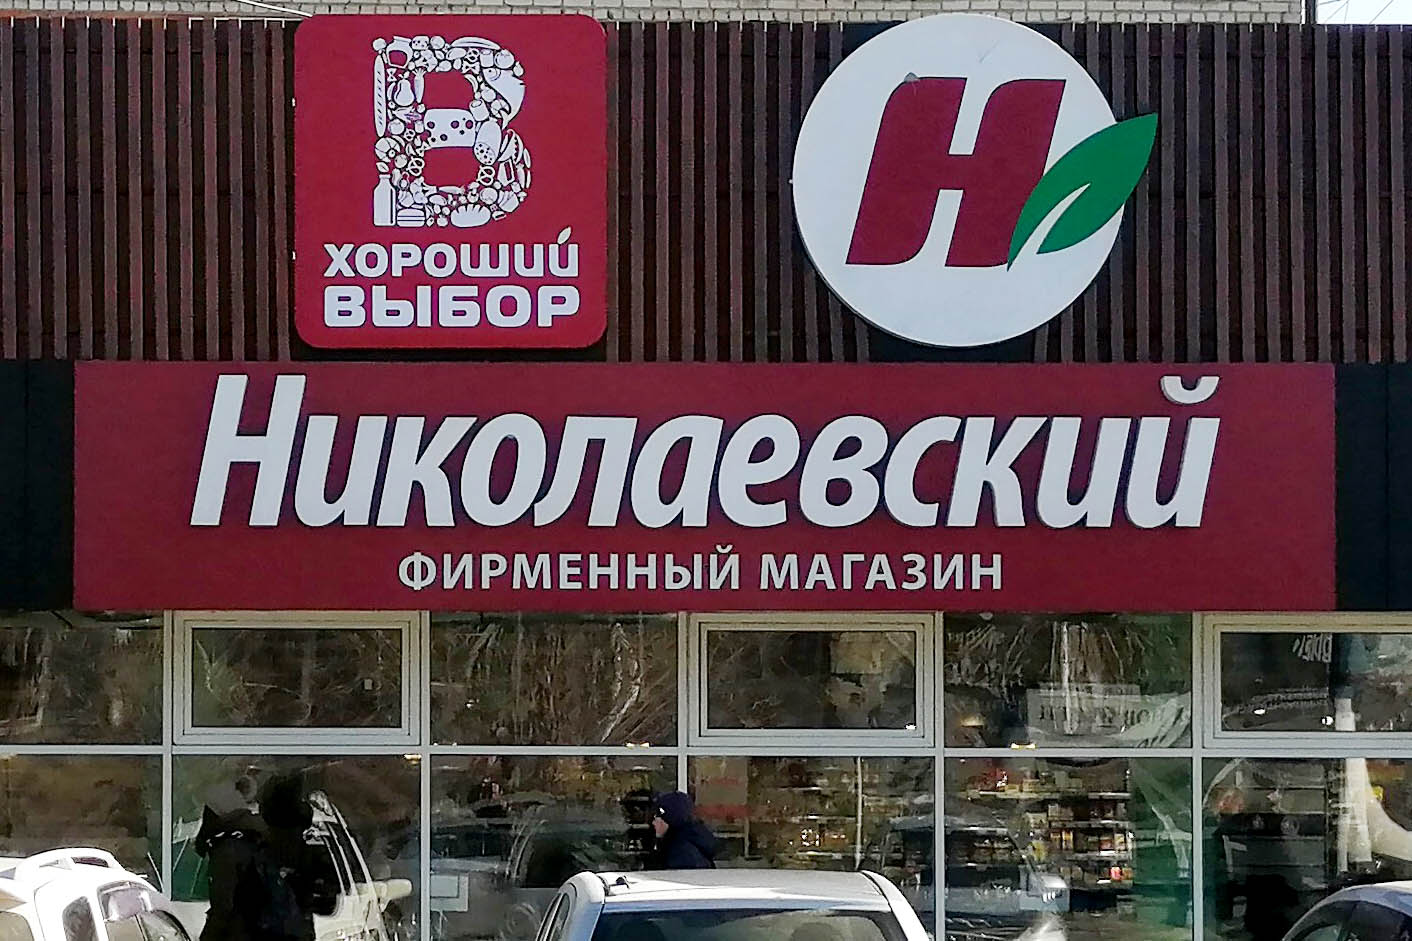 В
ХОРОШИЙ
ВЫБОР
Н
Николаевский
ФИРМЕННЫЙ МАГАЗИН